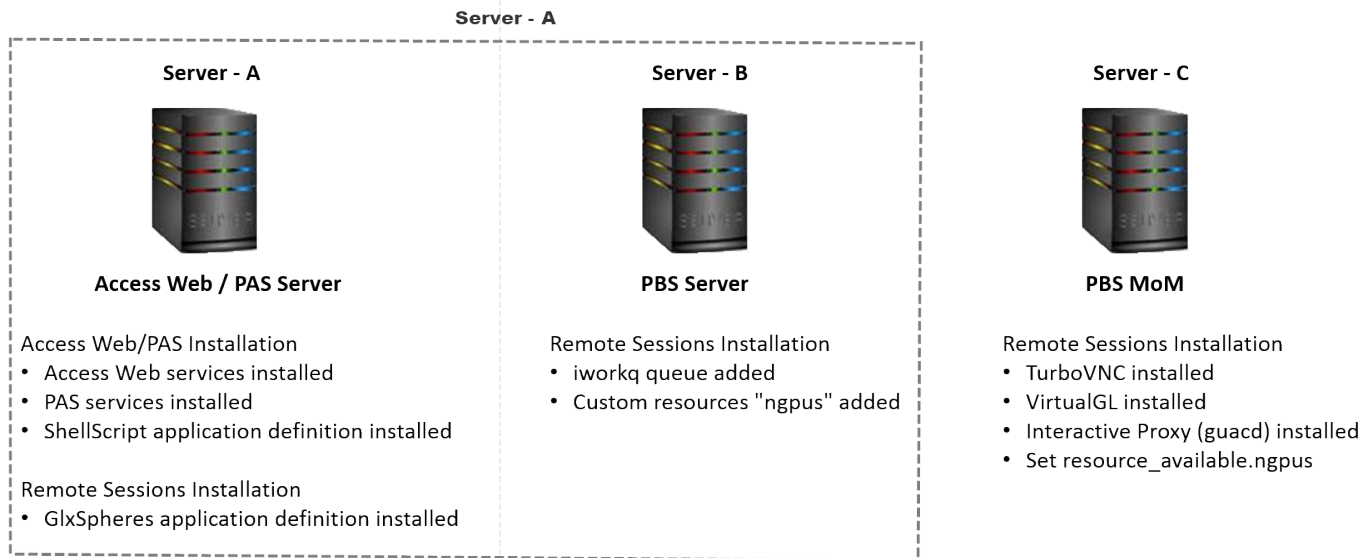 Server - A
Server - A
Access Web / PAS Server
Access Web/PAS Installation
• Access Web services installed
• PAS services installed
• ShellScript application definition installed
Remote Sessions Installation
• GlxSpheres application definition installed
Server - B
PBS Server
Remote Sessions Installation
• iworkq queue added
• Custom resources "ngpus" added
Server - C
PBS MoM
Remote Sessions Installation
• TurboVNC installed
• VirtualGL installed
• Interactive Proxy (guacd) installed
• Set resource_available.ngpus